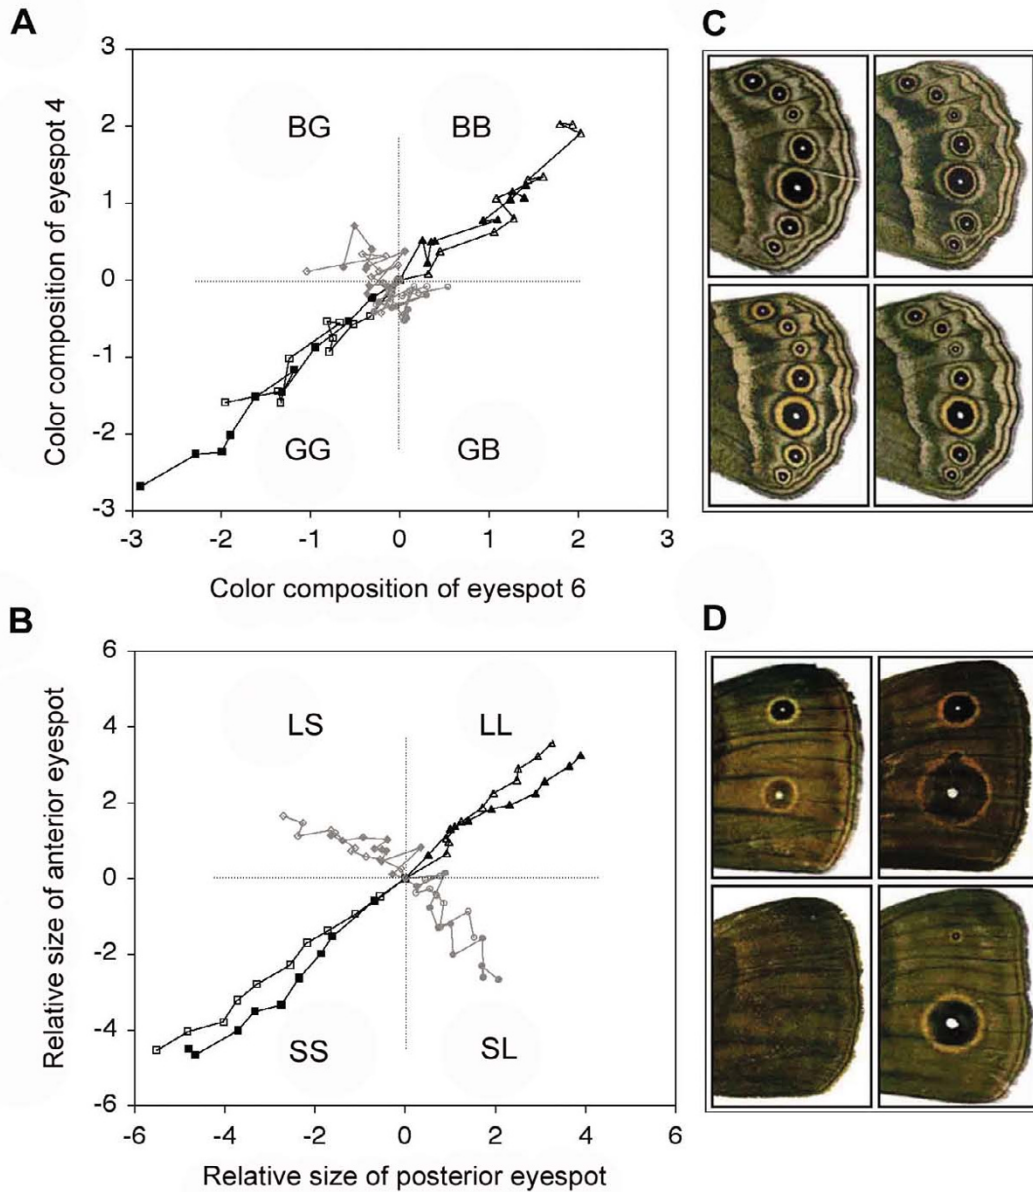 A
3
2
1
0
-1
-2
-3
Color composition of eyespot 4
BG
BB
GG
GB
-3
-2
-1
0
1
2
3
Color composition of eyespot 6
B
6
4
2
0
-2
-4
-6
Relative size of anterior eyespot
LS
LL
SS
SL
-6
-4
-2
0
2
4
6
Relative size of posterior eyespot
C
D